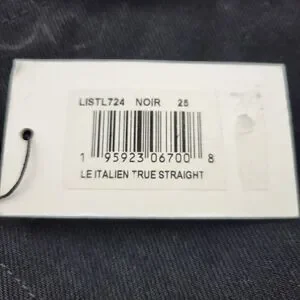 LISTL724 NOIR 25
1 95923 06700 8
LE ITALIEN TRUE STRAIGHT